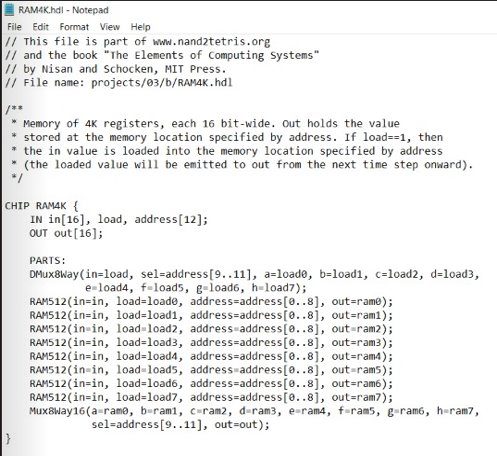 RAM4K.hdl - Notepad
File Edit Format View Help
// This file is part of www.nand2tetris.org
// and the book "The Elements of Computing Systems"
// by Nisan and Schocken, MIT Press.
// File name: projects/03/b/RAM4K.hdl
/**
* Memory of 4K registers, each 16 bit-wide. Out holds the value
* stored at the memory location specified by address. If load==1, then
* the in value is loaded into the memory location specified by address
* (the loaded value will be emitted to out from the next time step onward).
*/
CHIP RAM4K {
IN in[16], load, address[12];
OUT out[16];
PARTS:
DMux8Way(in=load, sel=address[9..11], a=load0, b=load1, c=load2, d=load3,
e=load4, f=load5, g=load6, h=load7);
RAM512(in=in, load=load0, address=address[0..8], out=ram0);
RAM512(in=in, load=load1, address=address[0..8], out=ram1);
RAM512(in=in, load=load2, address=address[0..8], out=ram2);
RAM512(in=in, load=load3, address=address[0..8], out=ram3);
RAM512(in=in, load=load4, address=address[0..8], out=ram4);
RAM512(in=in, load=load5, address=address[0..8], out=ram5);
RAM512(in=in, load=load6, address=address[0..8], out=ram6);
RAM512(in=in, load=load7, address=address[0..8], out=ram7);
Mux8Way16(a=ram0, b=ram1, c=ram2, d=ram3, e=ram4, f=ram5, g=ram6, h=ram7,
sel=address[9..11], out=out);
}